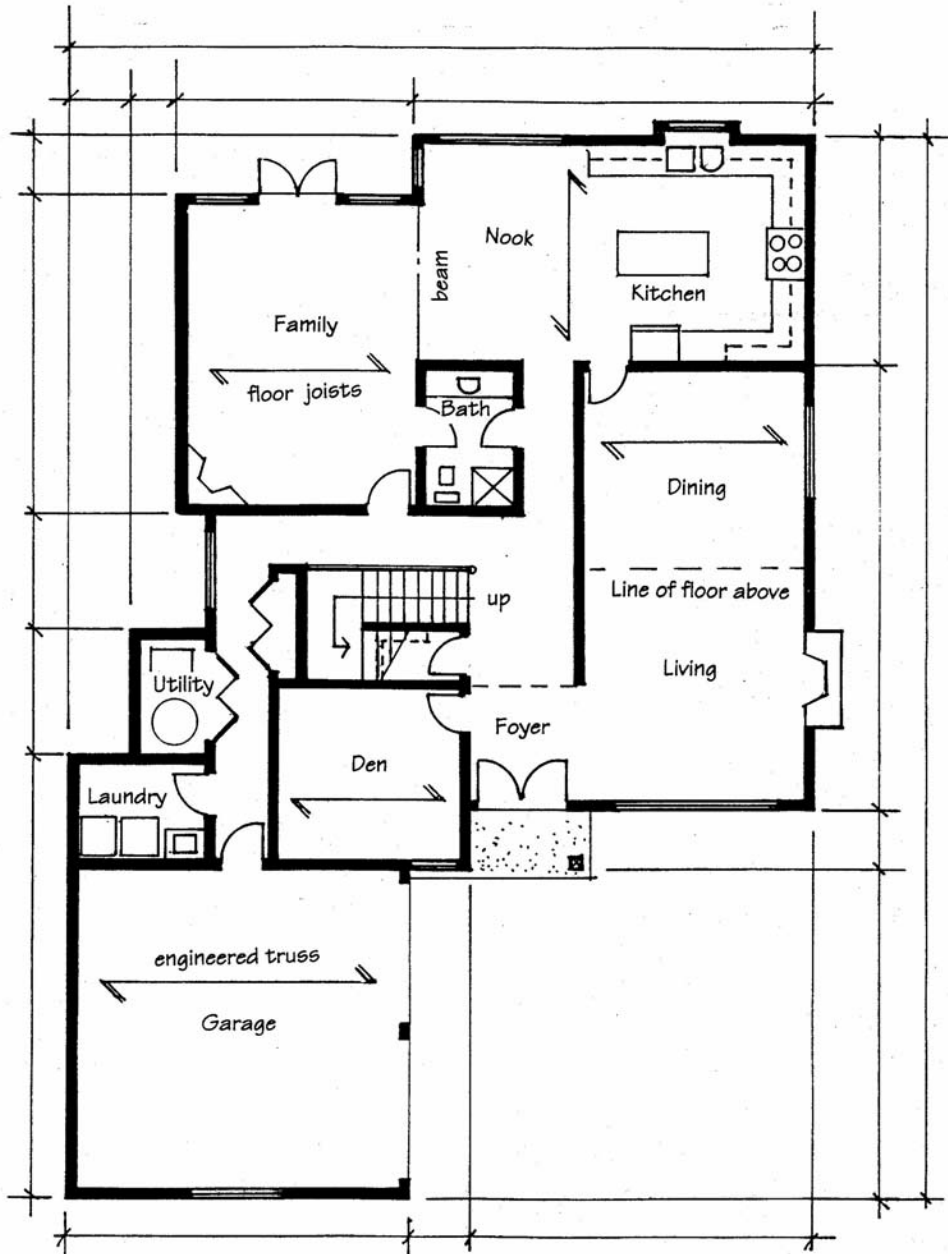 Nook
beam
Kitchen
Family
floor joists
Bath
Dining
Line of floor above
up
Living
Utility
Foyer
Den
Laundry
engineered truss
Garage